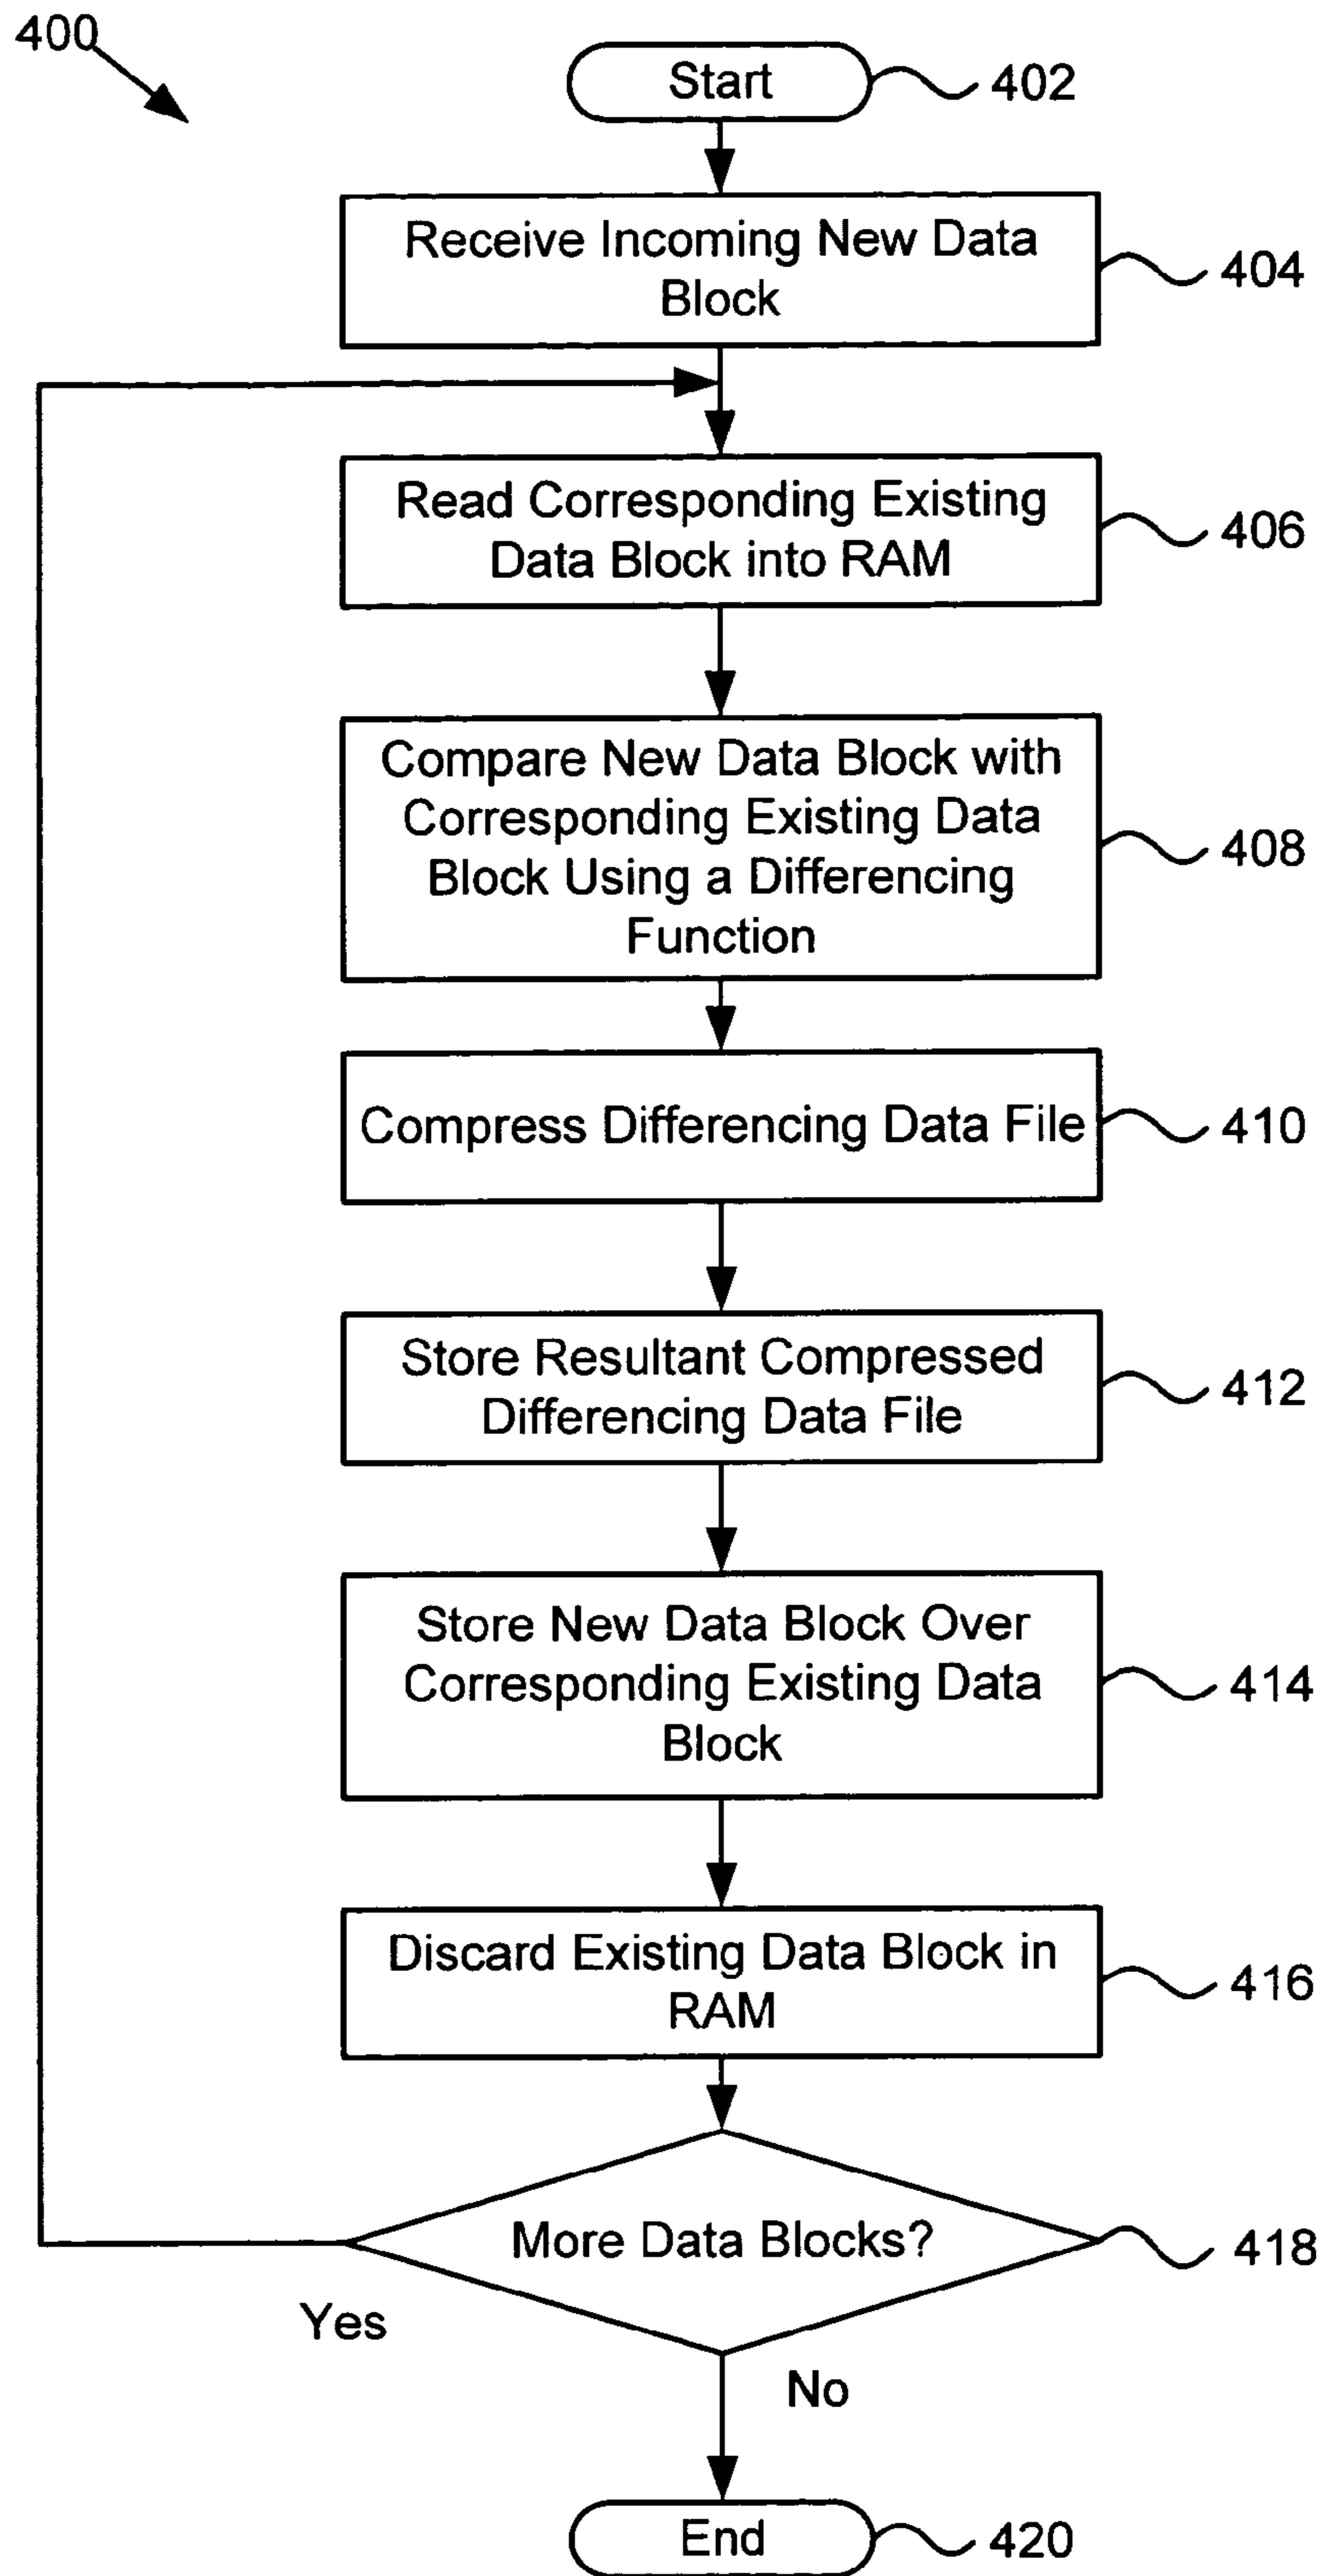 400
Start
402
Receive Incoming New Data
Block
404
Read Corresponding Existing
Data Block into RAM
406
Compare New Data Block with
Corresponding Existing Data
Block Using a Differencing
Function
408
Compress Differencing Data File
410
Store Resultant Compressed
Differencing Data File
412
Store New Data Block Over
Corresponding Existing Data
Block
414
Discard Existing Data Block in
RAM
416
More Data Blocks?
418
Yes
No
End
420